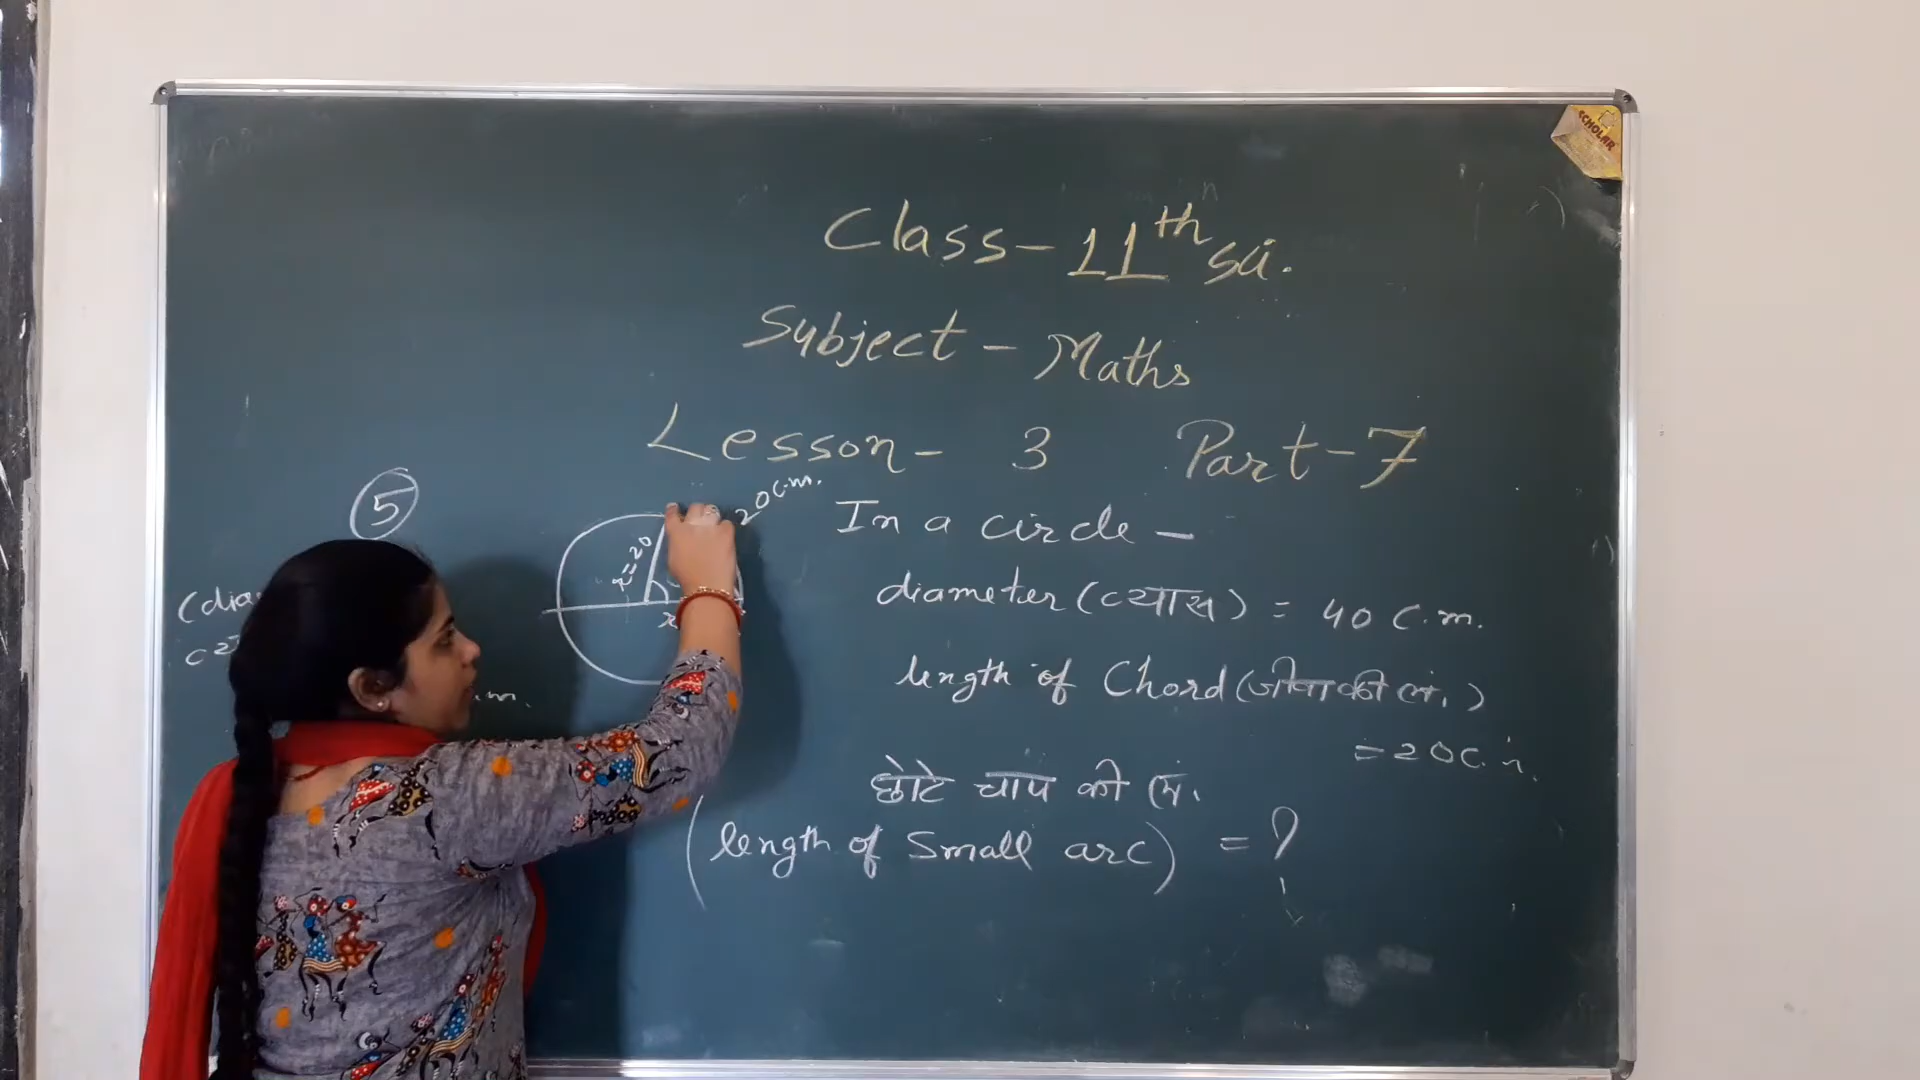 SCHOLAR
Class - 11th sci.
Subject - Maths
Lesson - 3 Part - 7
5
20 c.m.
r=20
In a circle -
diameter (व्यास) = 40 c.m.
length of Chord (जीवा की लं.)
= 20 c.m.
छोटे चाप की लं.
(length of Small arc) = ?
(dia